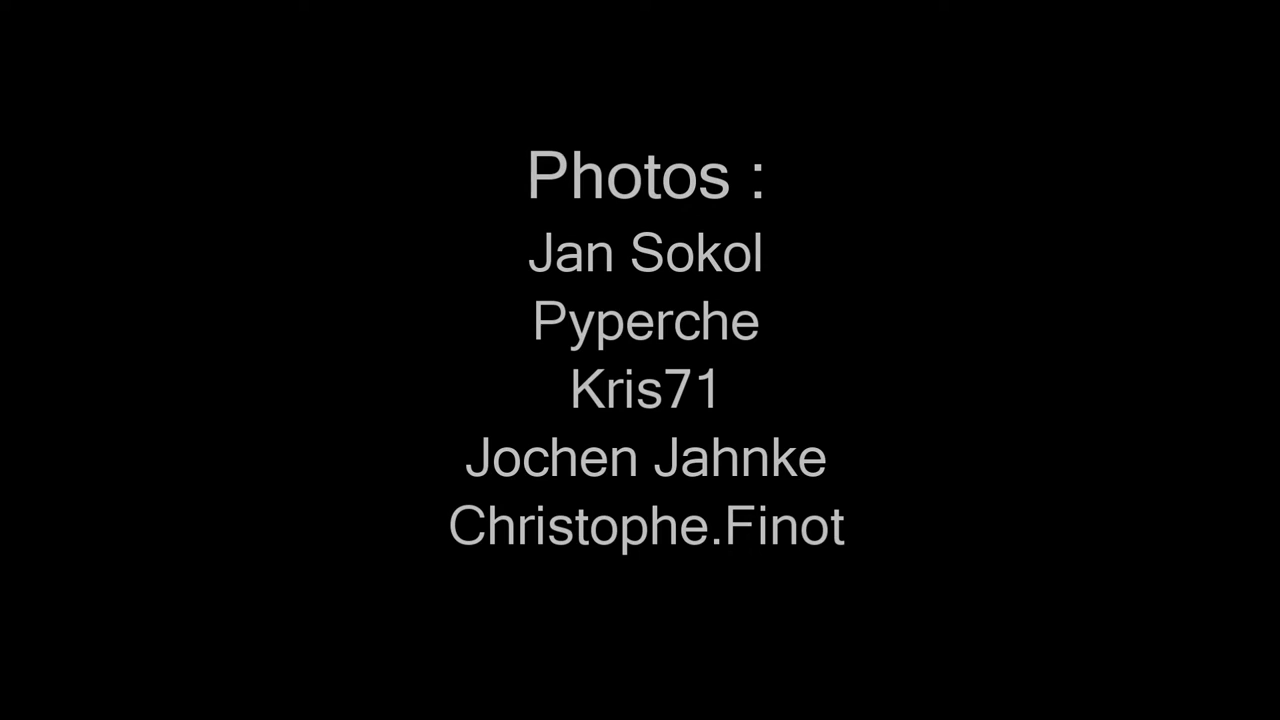 Photos :
Jan Sokol
Pyperche
Kris71
Jochen Jahnke
Christophe.Finot